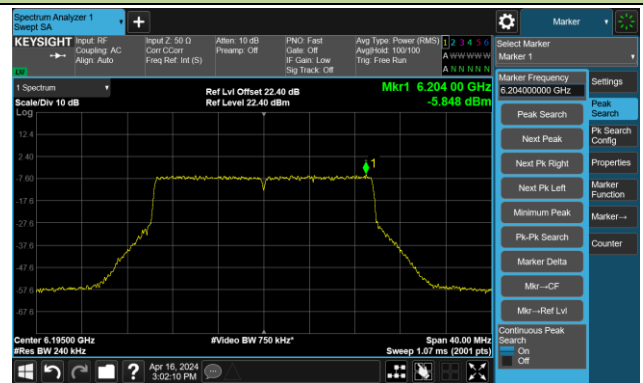 Spectrum Analyzer 1
Swept SA
+
Marker
KEYSIGHT
Input: RF
Coupling: AC
Align: Auto
Input Z: 50 Ω
Corr CCorr
Freq Ref: Int (S)
Atten: 10 dB
Preamp: Off
PNO: Fast
Gate: Off
IF Gain: Low
Sig Track: Off
Avg Type: Power (RMS)
Avg|Hold: 100/100
Trig: Free Run
1 2 3 4 5 6
A W W W W W
A N N N N N
LW
Select Marker
Marker 1
1 Spectrum
Scale/Div 10 dB
Ref Lvl Offset 22.40 dB
Ref Level 22.40 dBm
Mkr1 6.204 00 GHz
-5.848 dBm
Marker Frequency
6.204000000 GHz
Settings
Peak Search
Next Peak
Next Pk Right
Next Pk Left
Minimum Peak
Pk-Pk Search
Marker Delta
Mkr→CF
Mkr→Ref Lvl
Continuous Peak
Search
On
Off
Peak
Search
Pk Search
Config
Properties
Marker
Function
Marker→
Counter
Log
12.4
2.40
-7.60
-17.6
-27.6
-37.6
-47.6
-57.6
-67.6
1
Center 6.19500 GHz
#Res BW 240 kHz
#Video BW 750 kHz*
Span 40.00 MHz
Sweep 1.07 ms (2001 pts)
?
Apr 16, 2024
3:02:10 PM